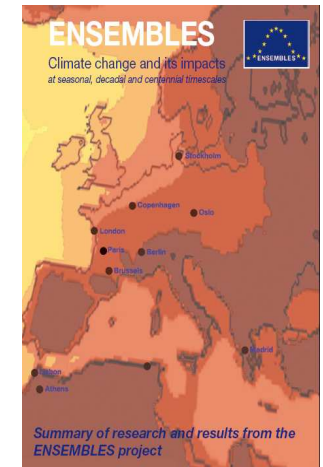 ENSEMBLES
Climate change and its impacts
at seasonal, decadal and centennial timescales
ENSEMBLES
Stockholm
Copenhagen
Oslo
London
Paris
Berlin
Brussels
Madrid
Athens
Summary of research and results from the
ENSEMBLES project